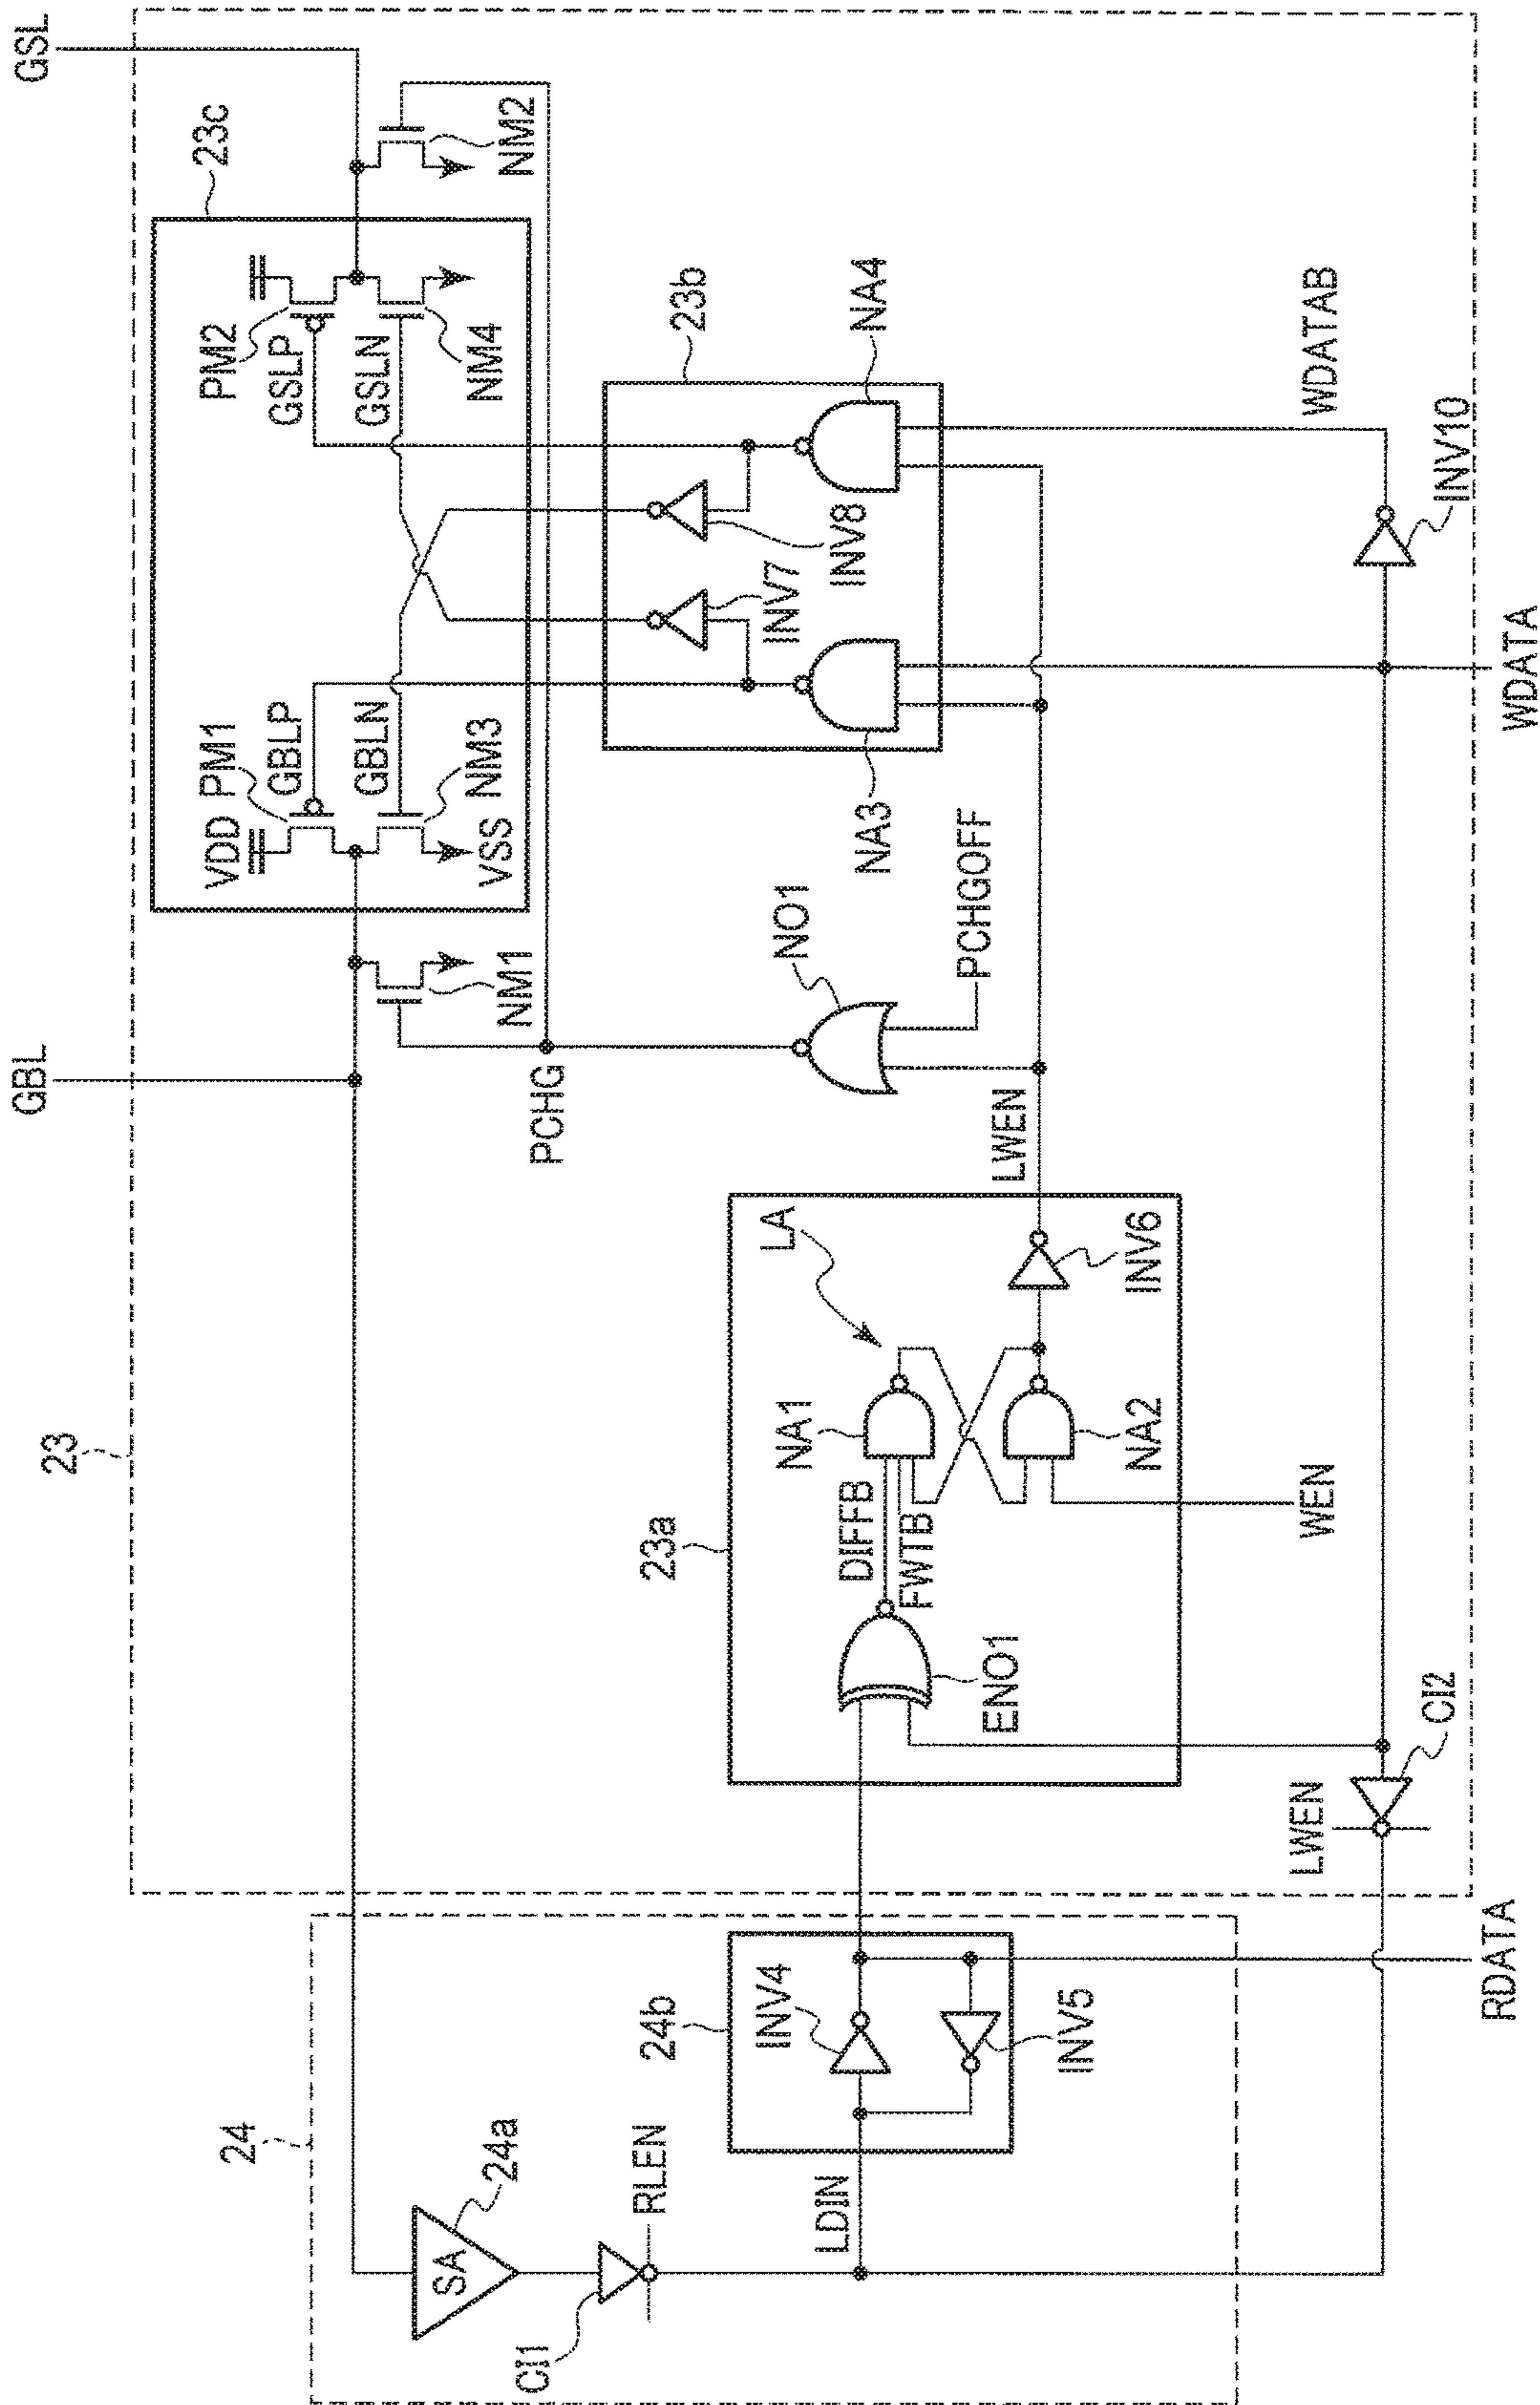 GBL
GSL
23
23c
VDD
PM1
GBLP
GBLN
NM3
VSS
PM2
GSLP
GSLN
NM4
NM1
NM2
PCHG
23b
INV7
INV8
NA3
NA4
NO1
PCHGOFF
LWEN
23a
LA
NA1
DIFFB
FWTB
ENO1
NA2
INV6
WEN
WDATAB
INV10
WDATA
LWEN
CI2
24
SA
24a
CI1
RLEN
LDIN
24b
INV4
INV5
RDATA